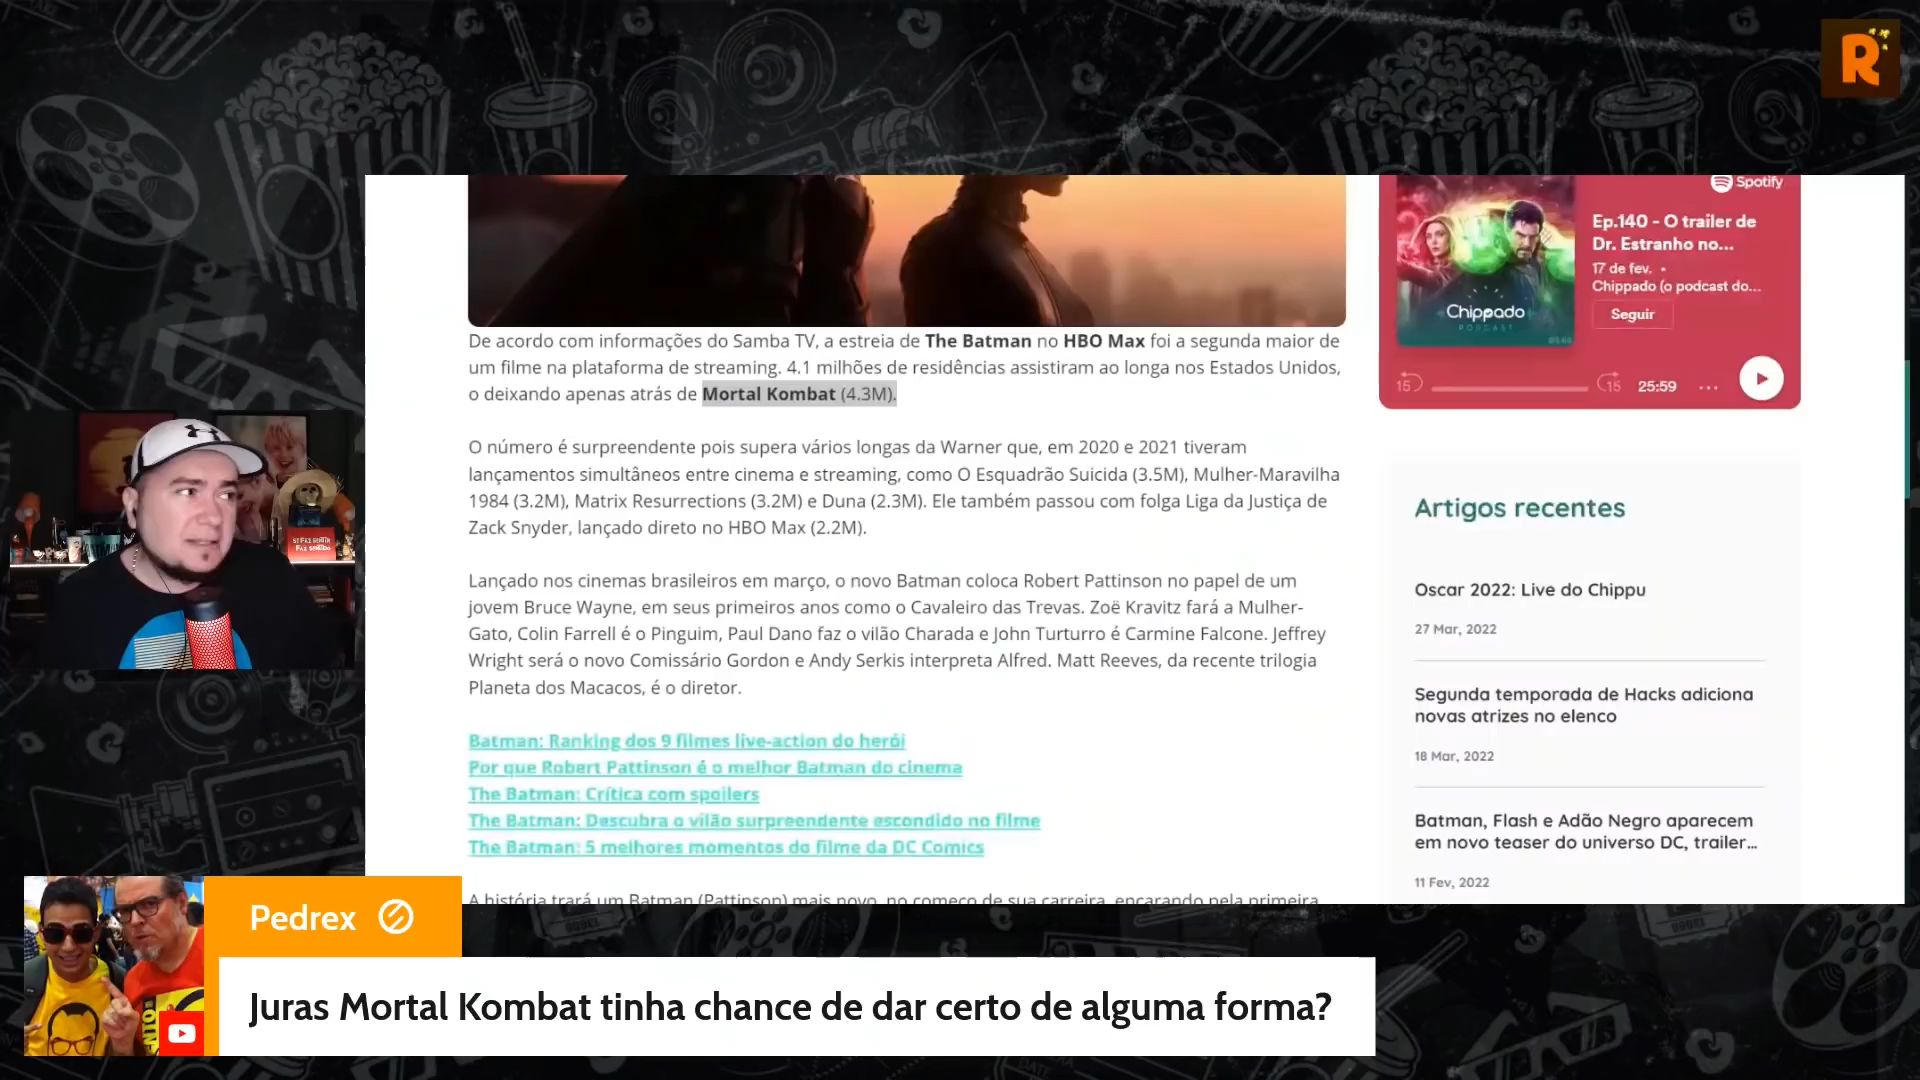 R
Spotify
Ep.140 - O trailer de
Dr. Estranho no...
17 de fev. •
Chippado (o podcast do...
Seguir
Chippado
PODCAST
15
15
25:59
...
De acordo com informações do Samba TV, a estreia de The Batman no HBO Max foi a segunda maior de
um filme na plataforma de streaming. 4.1 milhões de residências assistiram ao longa nos Estados Unidos,
o deixando apenas atrás de Mortal Kombat (4.3M).
O número é surpreendente pois supera vários longas da Warner que, em 2020 e 2021 tiveram
lançamentos simultâneos entre cinema e streaming, como O Esquadrão Suicida (3.5M), Mulher-Maravilha
1984 (3.2M), Matrix Resurrections (3.2M) e Duna (2.3M). Ele também passou com folga Liga da Justiça de
Zack Snyder, lançado direto no HBO Max (2.2M).
Lançado nos cinemas brasileiros em março, o novo Batman coloca Robert Pattinson no papel de um
jovem Bruce Wayne, em seus primeiros anos como o Cavaleiro das Trevas. Zoë Kravitz fará a Mulher-
Gato, Colin Farrell é o Pinguim, Paul Dano faz o vilão Charada e John Turturro é Carmine Falcone. Jeffrey
Wright será o novo Comissário Gordon e Andy Serkis interpreta Alfred. Matt Reeves, da recente trilogia
Planeta dos Macacos, é o diretor.
Batman: Ranking dos 9 filmes live-action do herói
Por que Robert Pattinson é o melhor Batman do cinema
The Batman: Crítica com spoilers
The Batman: Descubra o vilão surpreendente escondido no filme
The Batman: 5 melhores momentos do filme da DC Comics
A história trará um Batman (Pattinson) mais novo, no começo de sua carreira, encarando pela primeira
Artigos recentes
Oscar 2022: Live do Chippu
27 Mar, 2022
Segunda temporada de Hacks adiciona
novas atrizes no elenco
18 Mar, 2022
Batman, Flash e Adão Negro aparecem
em novo teaser do universo DC, trailer...
11 Fev, 2022
Pedrex
Juras Mortal Kombat tinha chance de dar certo de alguma forma?